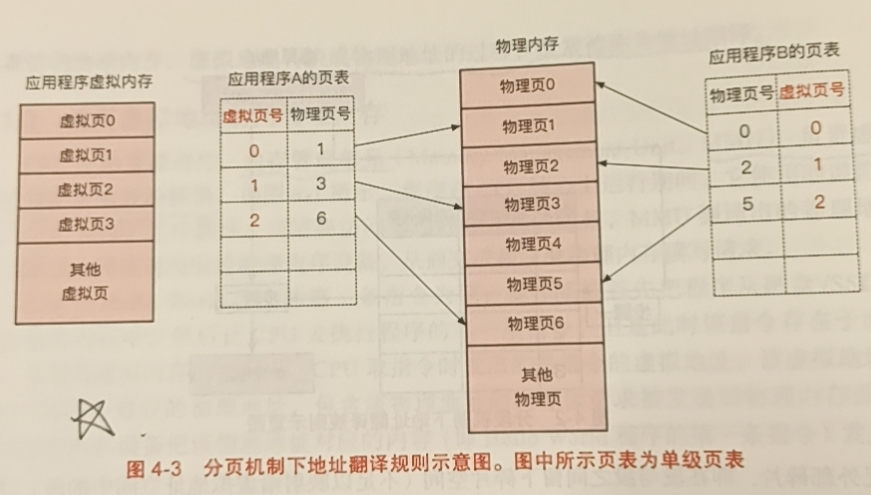 应用程序虚拟内存
虚拟页0
虚拟页1
虚拟页2
虚拟页3
其他
虚拟页
应用程序A的页表
虚拟页号 物理页号
0 1
1 3
2 6
物理内存
物理页0
物理页1
物理页2
物理页3
物理页4
物理页5
物理页6
其他
物理页
应用程序B的页表
物理页号 虚拟页号
0 0
2 1
5 2
图 4-3 分页机制下地址翻译规则示意图。图中所示页表为单级页表